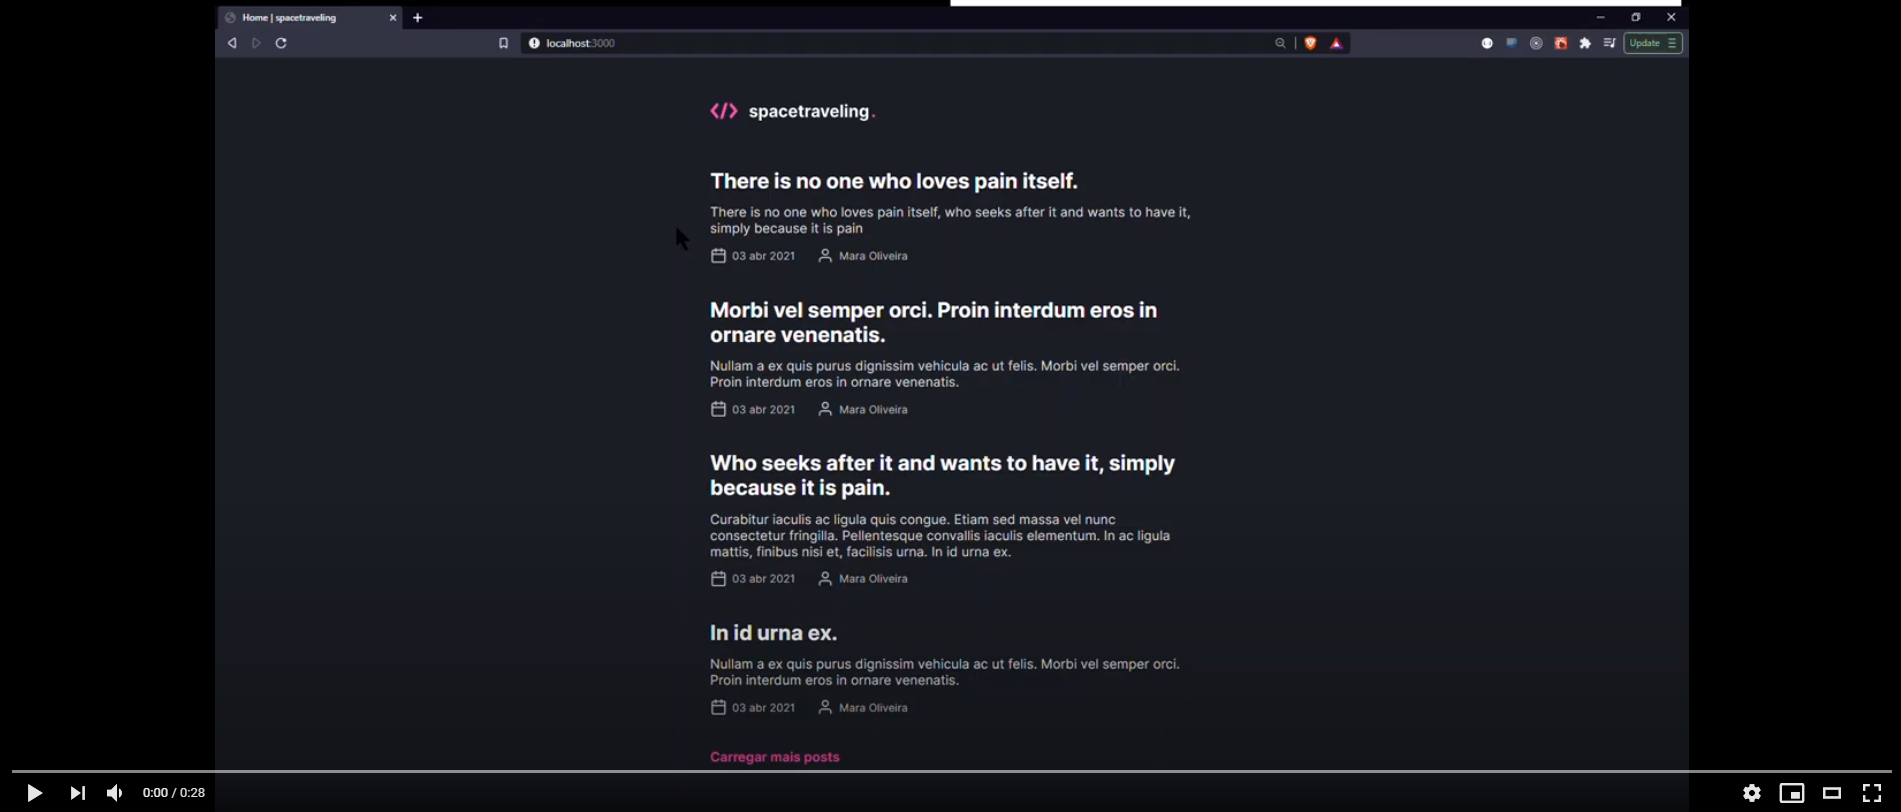 Home | spacetraveling
localhost:3000
Update
</> spacetraveling.
There is no one who loves pain itself.
There is no one who loves pain itself, who seeks after it and wants to have it,
simply because it is pain
03 abr 2021 Mara Oliveira
Morbi vel semper orci. Proin interdum eros in
ornare venenatis.
Nullam a ex quis purus dignissim vehicula ac ut felis. Morbi vel semper orci.
Proin interdum eros in ornare venenatis.
03 abr 2021 Mara Oliveira
Who seeks after it and wants to have it, simply
because it is pain.
Curabitur iaculis ac ligula quis congue. Etiam sed massa vel nunc
consectetur fringilla. Pellentesque convallis iaculis elementum. In ac ligula
mattis, finibus nisi et, facilisis urna. In id urna ex.
03 abr 2021 Mara Oliveira
In id urna ex.
Nullam a ex quis purus dignissim vehicula ac ut felis. Morbi vel semper orci.
Proin interdum eros in ornare venenatis.
03 abr 2021 Mara Oliveira
Carregar mais posts
0:00 / 0:28